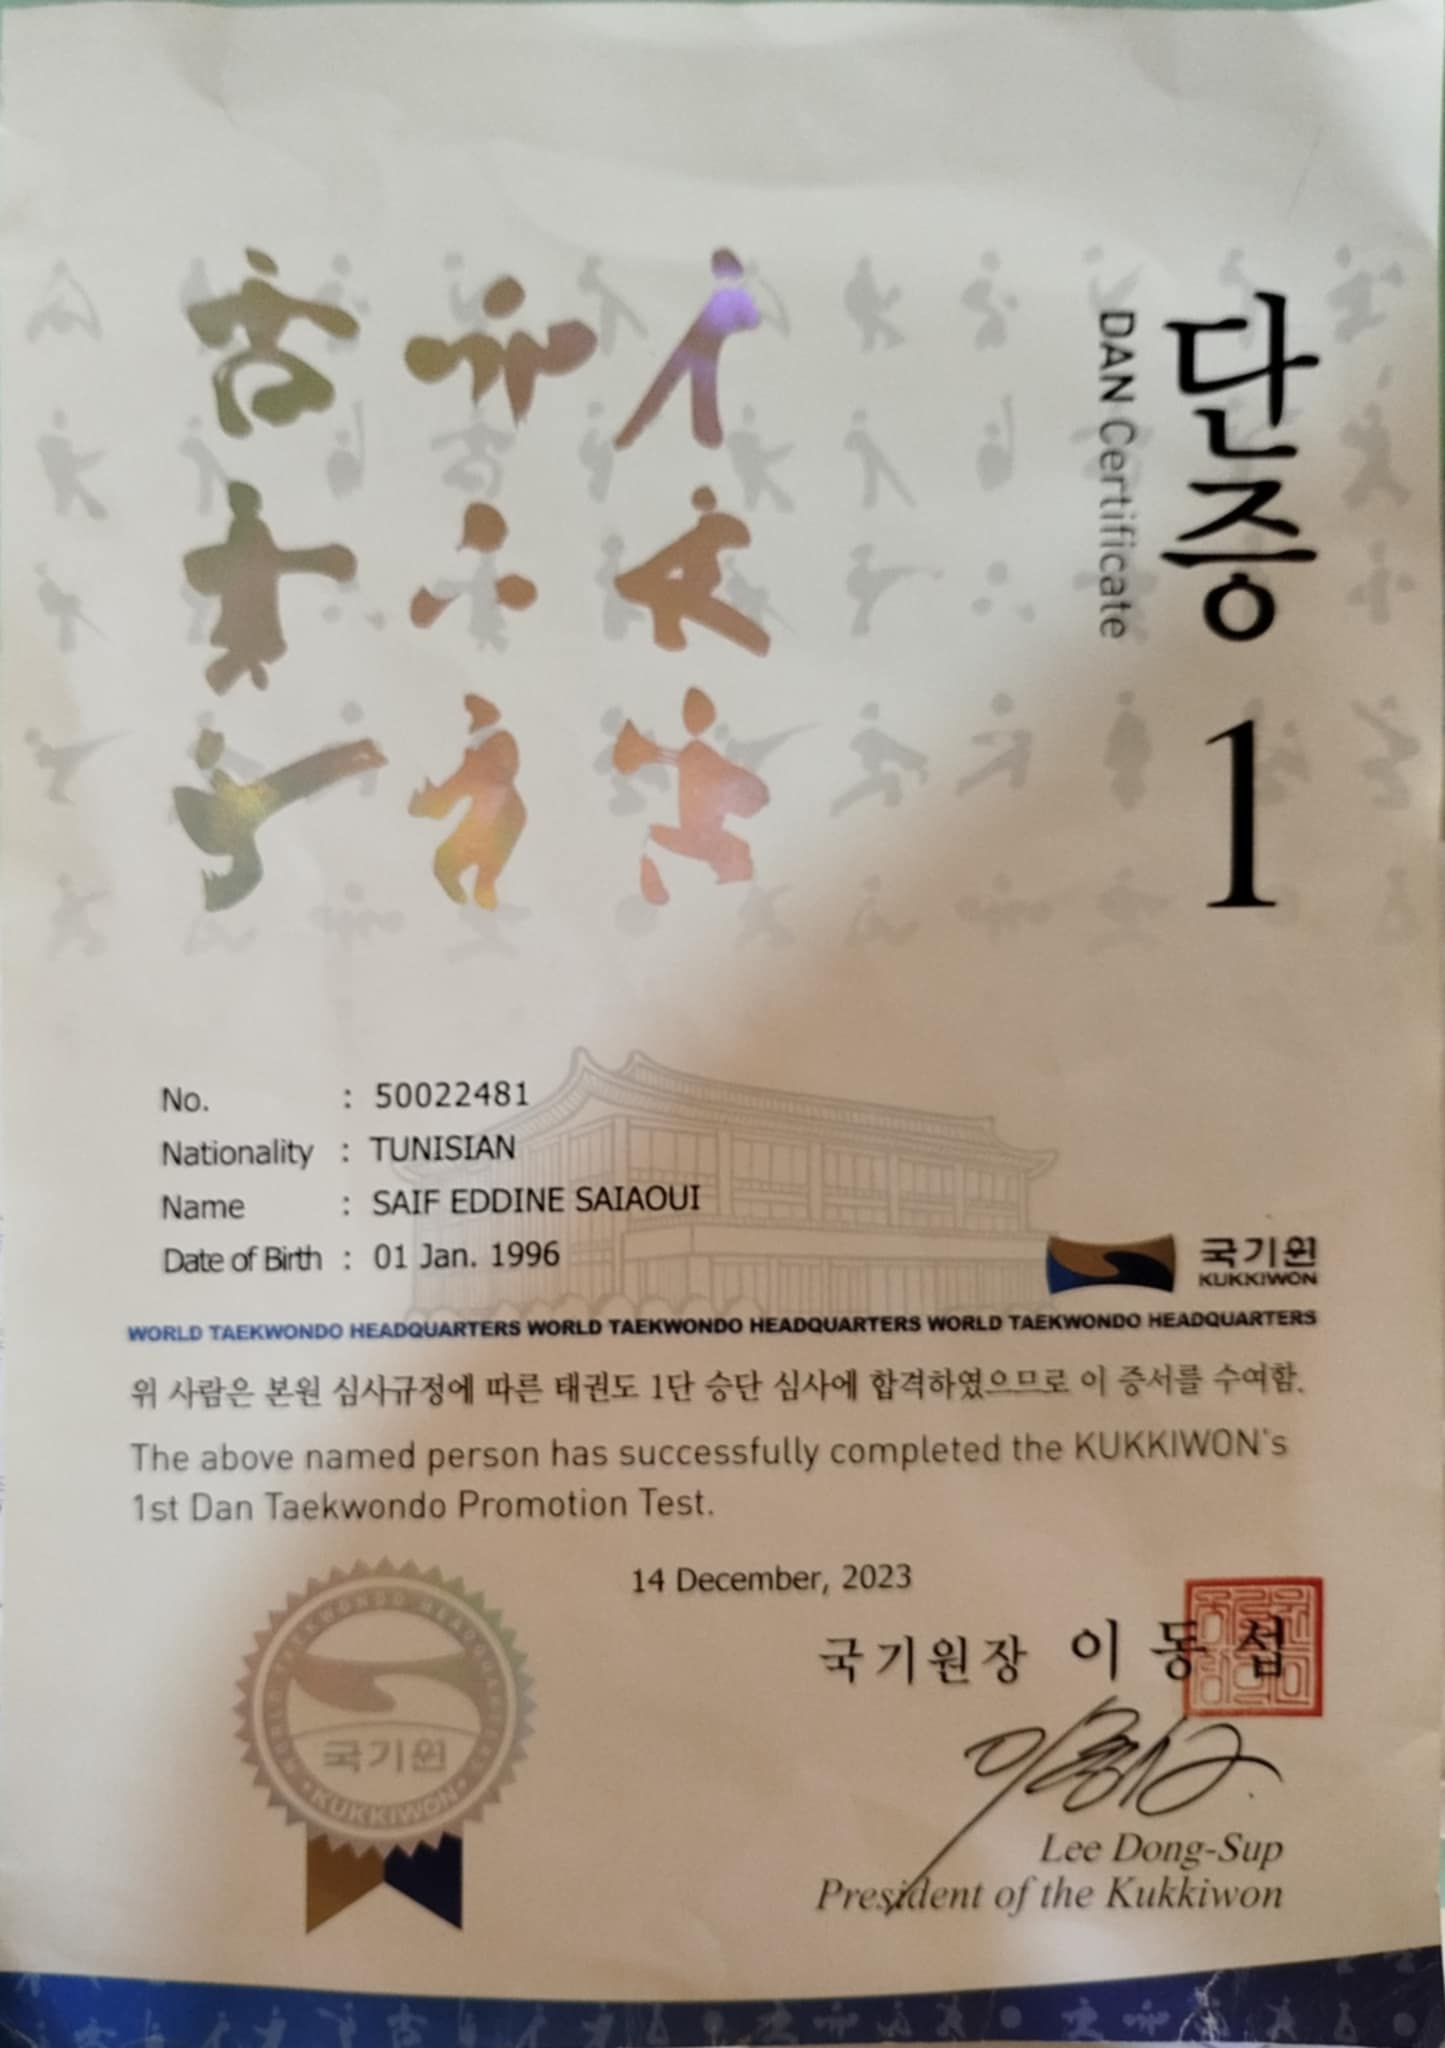 단증 1
DAN Certificate
No. : 50022481
Nationality : TUNISIAN
Name : SAIF EDDINE SAIAOUI
Date of Birth : 01 Jan. 1996
국기원
KUKKIWON
WORLD TAEKWONDO HEADQUARTERS WORLD TAEKWONDO HEADQUARTERS WORLD TAEKWONDO HEADQUARTERS
위 사람은 본원 심사규정에 따른 태권도 1단 승단 심사에 합격하였으므로 이 증서를 수여함.
The above named person has successfully completed the KUKKIWON's
1st Dan Taekwondo Promotion Test.
14 December, 2023
국기원장 이동섭
Lee Dong-Sup
President of the Kukkiwon
WORLD TAEKWONDO HEADQUARTERS
국기원
KUKKIWON